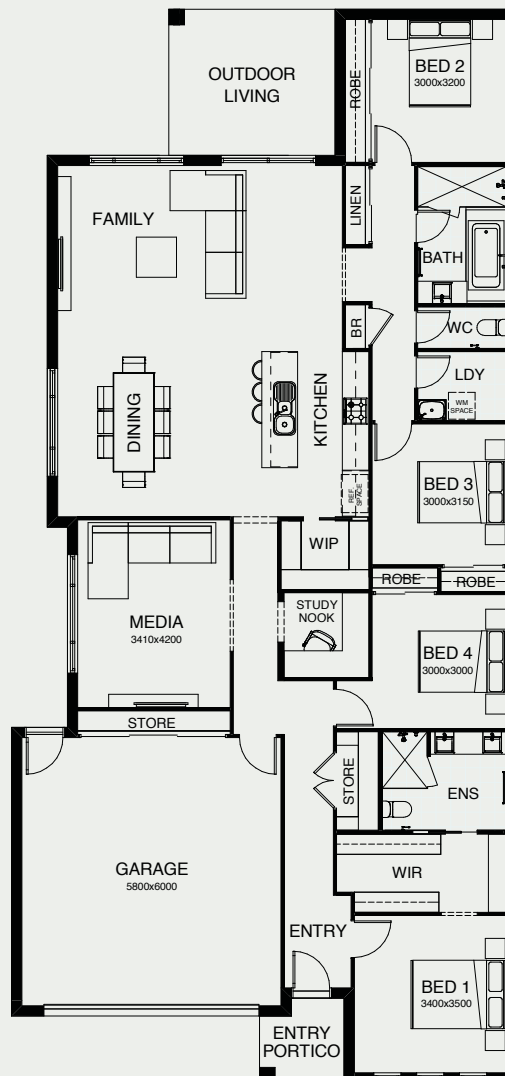 OUTDOOR
LIVING
ROBE
BED 2
3000x3200
FAMILY
LINEN
BATH
BR
WC
DINING
KITCHEN
LDY
WM
SPACE
REF.
SPACE
BED 3
3000x3150
WIP
ROBE
ROBE
STUDY
NOOK
MEDIA
3410x4200
BED 4
3000x3000
STORE
STORE
ENS
GARAGE
5800x6000
WIR
ENTRY
BED 1
3400x3500
ENTRY
PORTICO